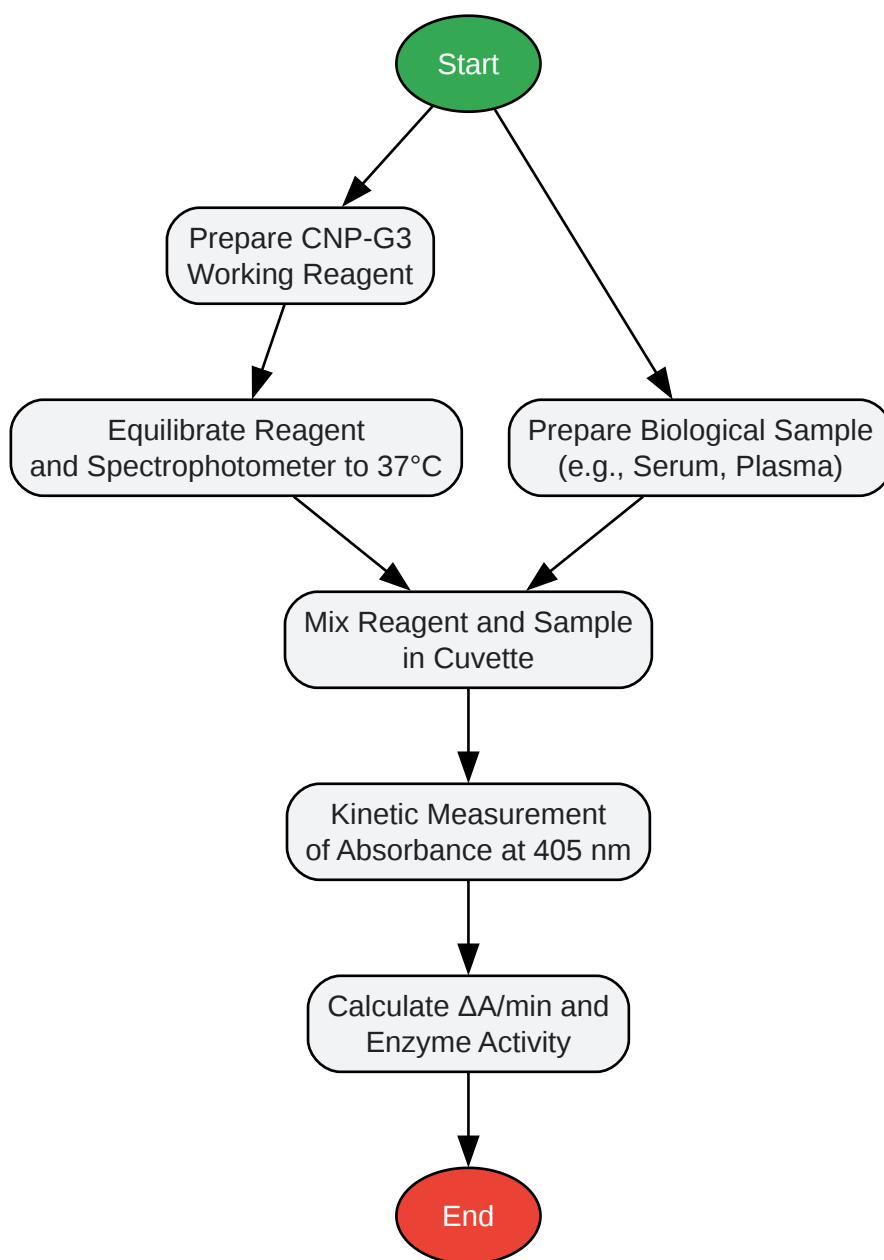 Start
Prepare CNP-G3
Working Reagent
Equilibrate Reagent
and Spectrophotometer to 37°C
Prepare Biological Sample
(e.g., Serum, Plasma)
Mix Reagent and Sample
in Cuvette
Kinetic Measurement
of Absorbance at 405 nm
Calculate ΔA/min and
Enzyme Activity
End